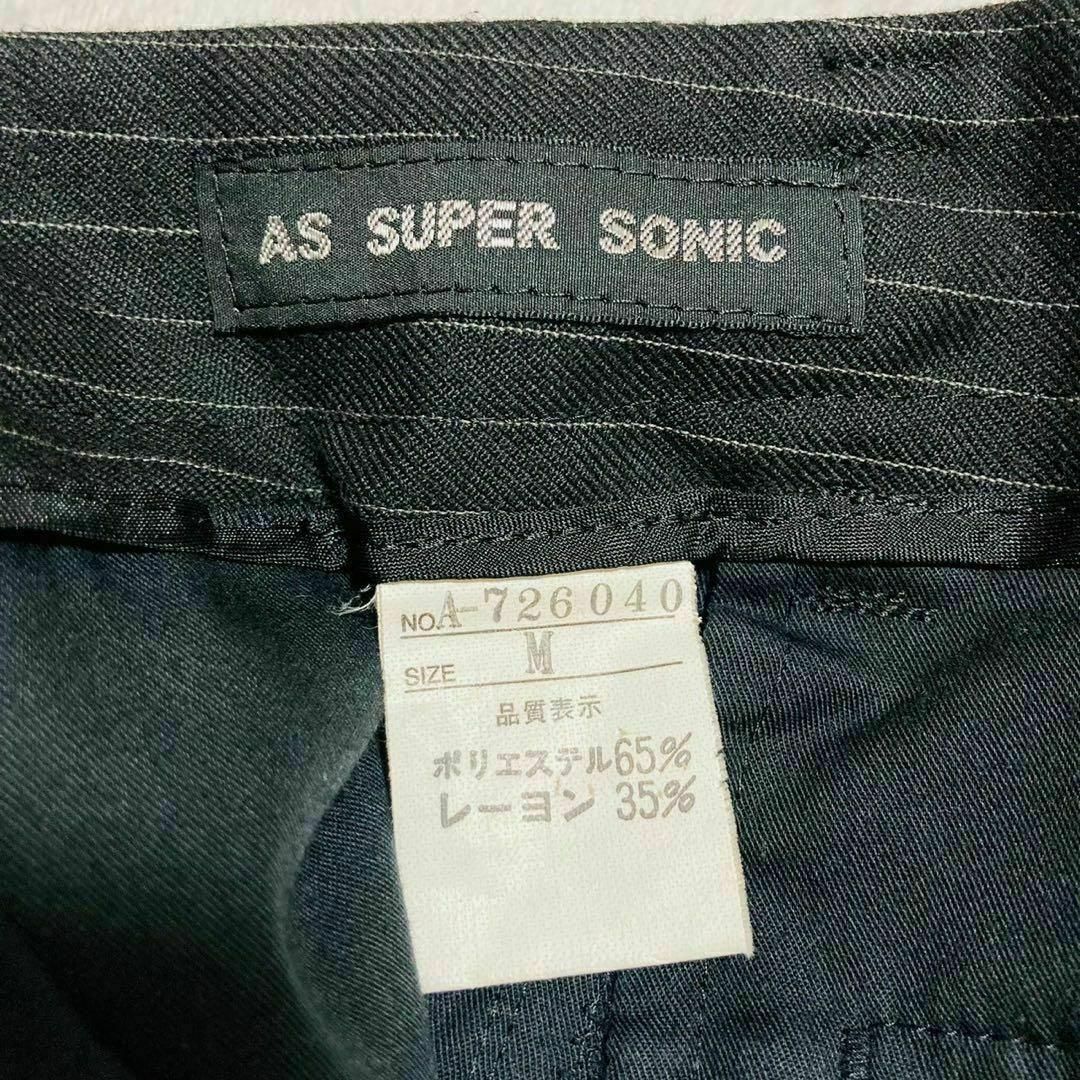 AS SUPER SONIC
NO.A-726040
SIZE M
品質表示
ポリエステル65%
レーヨン 35%